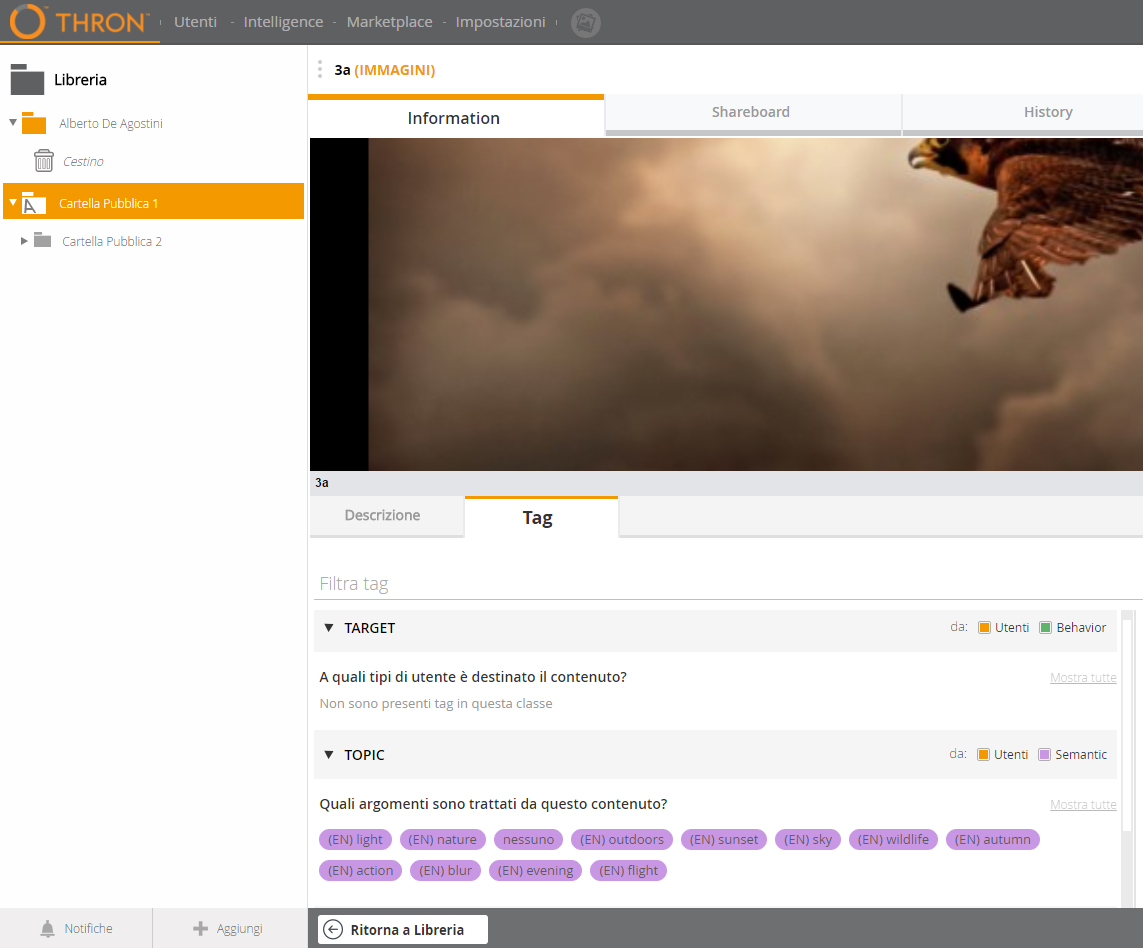 THRON™ Utenti - Intelligence - Marketplace - Impostazioni
Libreria
Alberto De Agostini
Cestino
Cartella Pubblica 1
Cartella Pubblica 2
3a (IMMAGINI)
Information Shareboard History
3a
Descrizione Tag
Filtra tag
TARGET da: Utenti Behavior
A quali tipi di utente è destinato il contenuto? Mostra tutte
Non sono presenti tag in questa classe
TOPIC da: Utenti Semantic
Quali argomenti sono trattati da questo contenuto? Mostra tutte
(EN) light (EN) nature nessuno (EN) outdoors (EN) sunset (EN) sky (EN) wildlife (EN) autumn
(EN) action (EN) blur (EN) evening (EN) flight
Notifiche Aggiungi Ritorna a Libreria